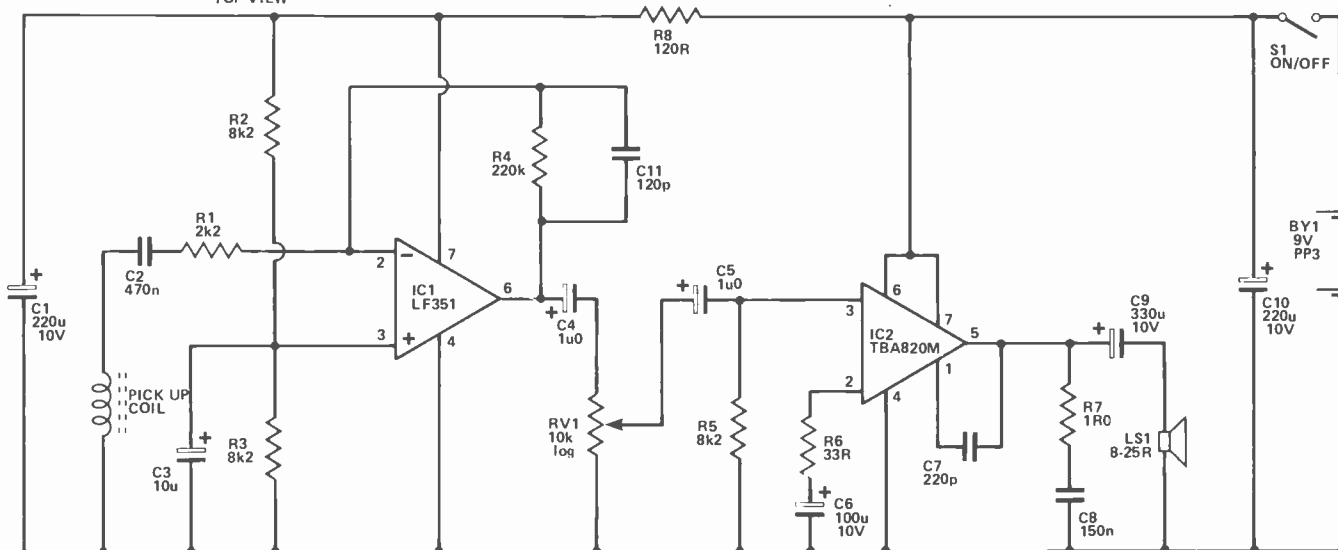 TOP VIEW
R8
120R
S1
ON/OFF
R2
8k2
R4
220k
C11
120p
R1
2k2
C2
470n
2
−
7
IC1
LF351
6
3
+
4
+
C4
1u0
+
C1
220u
10V
PICK UP
COIL
+
C3
10u
R3
8k2
RV1
10k
log
+
C5
1u0
R5
8k2
3
6
7
IC2
TBA820M
5
2
1
4
R6
33R
+
C6
100u
10V
C7
220p
+
C9
330u
10V
R7
1R0
C8
150n
LS1
8-25R
+
C10
220u
10V
BY1
9V
PP3